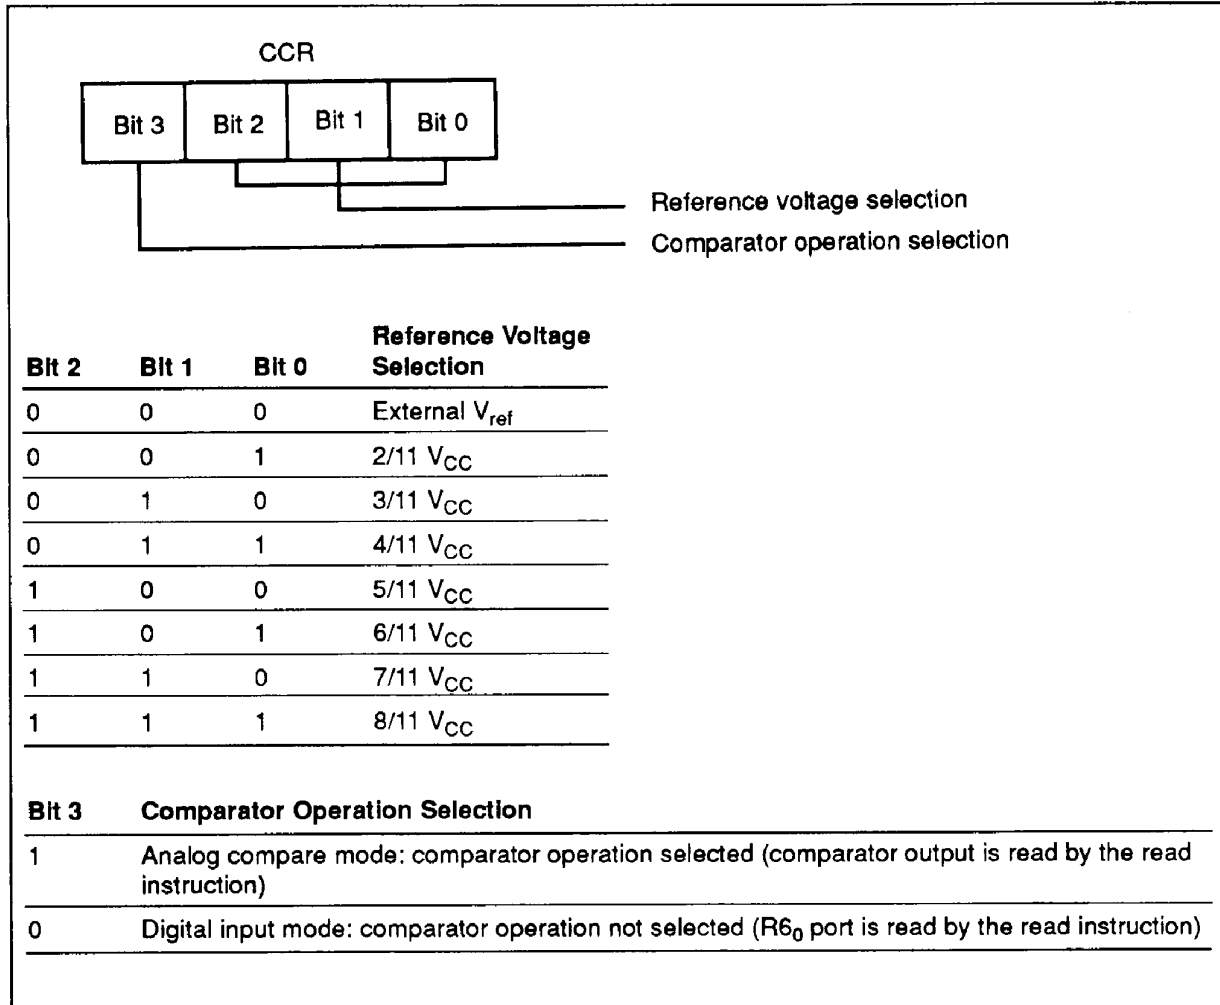 CCR
Bit 3 Bit 2 Bit 1 Bit 0
Reference voltage selection
Comparator operation selection
Bit 2 Bit 1 Bit 0 Reference Voltage Selection
0 0 0 External Vref
0 0 1 2/11 VCC
0 1 0 3/11 VCC
0 1 1 4/11 VCC
1 0 0 5/11 VCC
1 0 1 6/11 VCC
1 1 0 7/11 VCC
1 1 1 8/11 VCC
Bit 3 Comparator Operation Selection
1 Analog compare mode: comparator operation selected (comparator output is read by the read
instruction)
0 Digital input mode: comparator operation not selected (R60 port is read by the read instruction)